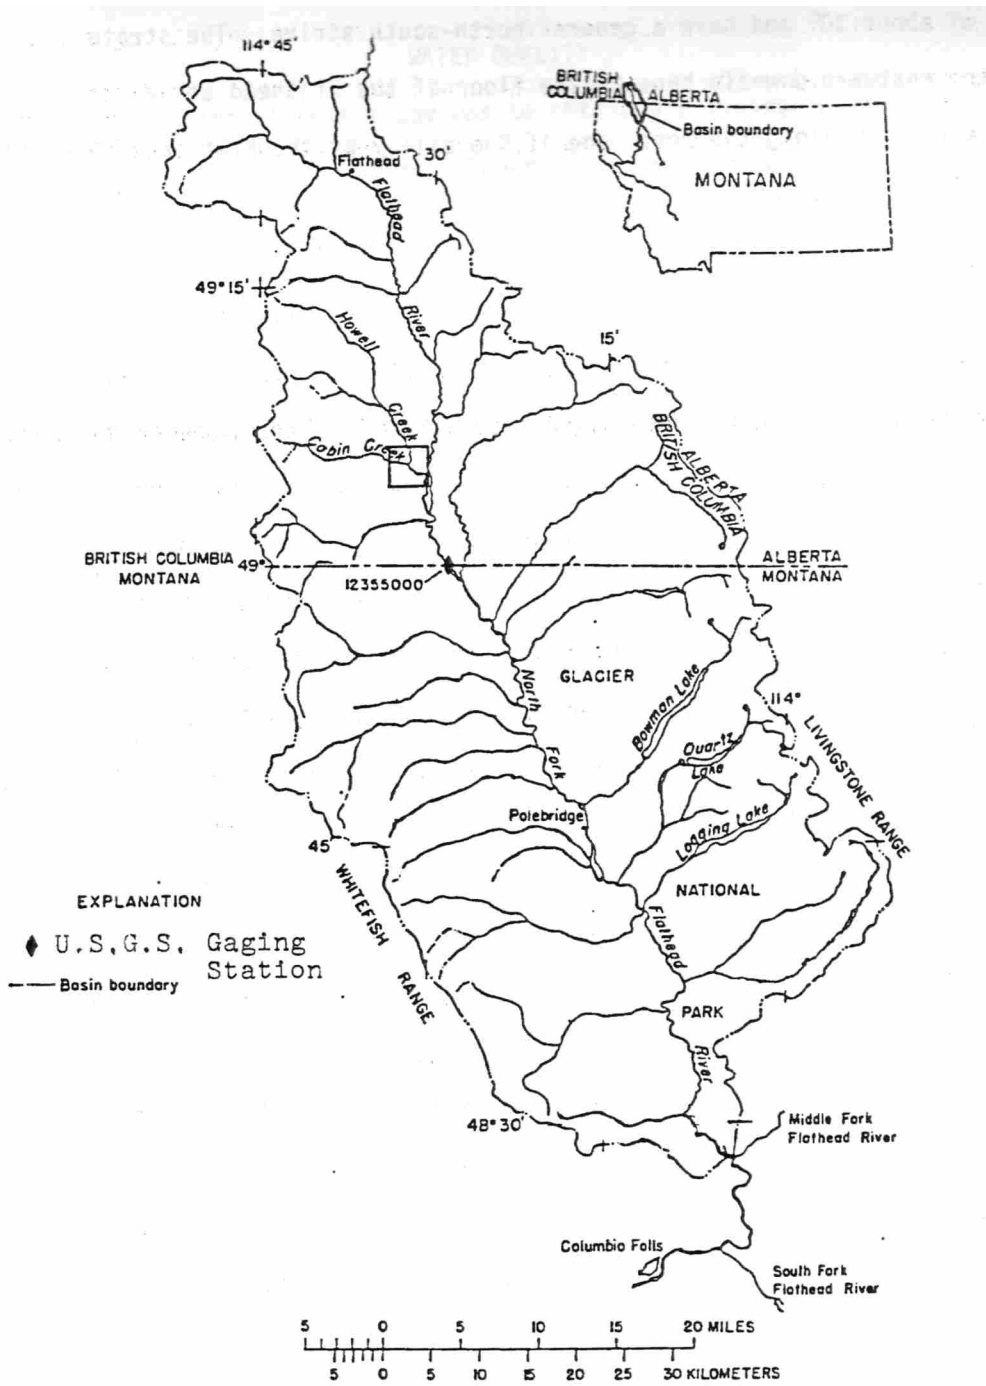 114° 45'
BRITISH
COLUMBIA
ALBERTA
Basin boundary
MONTANA
Flathead
30'
Flathead
River
49° 15'
Howell
Creek
15'
Cabin Creek
ALBERTA
BRITISH COLUMBIA
BRITISH COLUMBIA
MONTANA
49°
ALBERTA
MONTANA
12355000
GLACIER
North
Fork
Bowman Lake
114°
Quartz
Lake
LIVINGSTONE RANGE
Polebridge
Logging Lake
45'
WHITEFISH
RANGE
NATIONAL
EXPLANATION
U.S.G.S. Gaging
Station
Basin boundary
Flathead
PARK
River
48° 30'
Middle Fork
Flathead River
Columbia Falls
South Fork
Flathead River
5 0 5 10 15 20 MILES
5 0 5 10 15 20 25 30 KILOMETERS